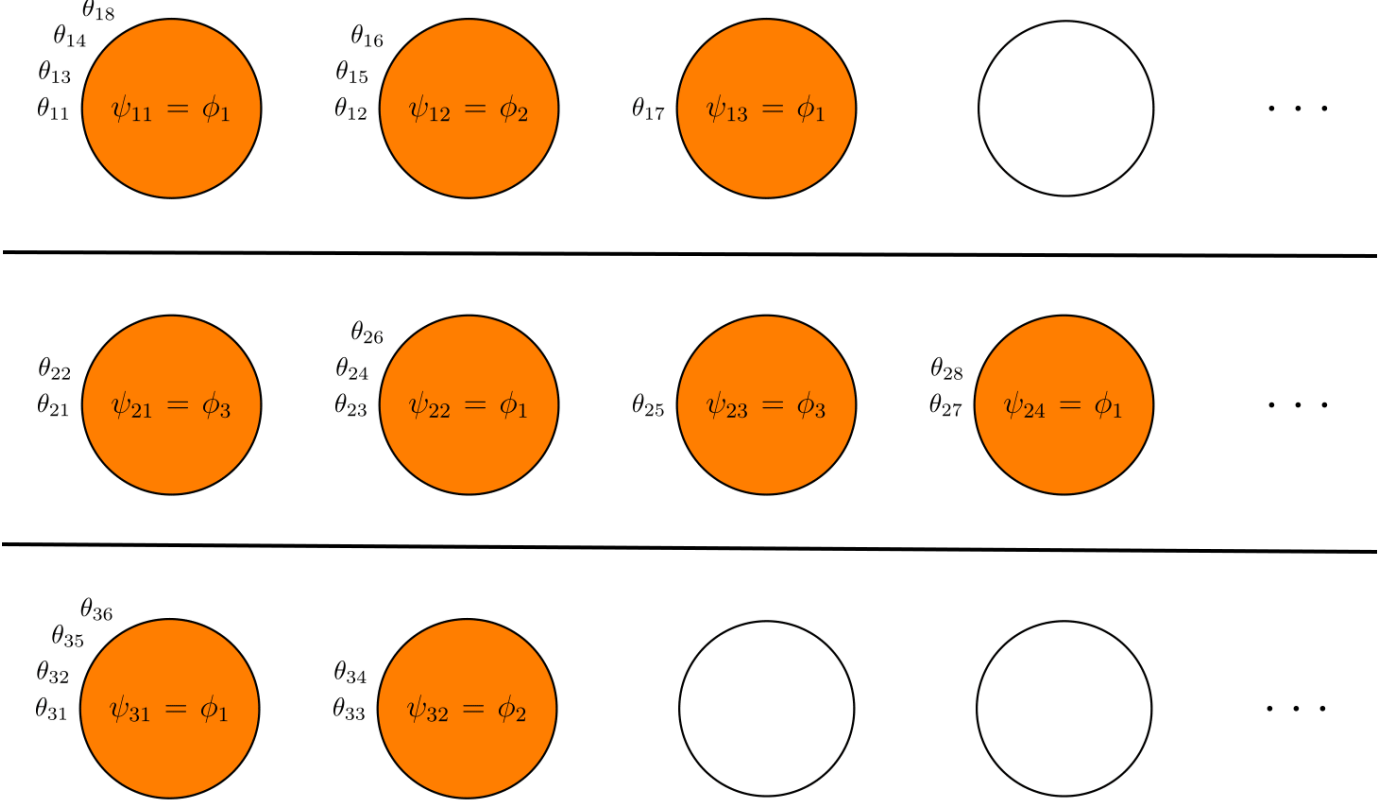 θ18
θ14 θ16
θ13 θ15
θ11 ψ11 = ϕ1 θ12 ψ12 = ϕ2 θ17 ψ13 = ϕ1 · · ·
θ26
θ22 θ24 θ28
θ21 ψ21 = ϕ3 θ23 ψ22 = ϕ1 θ25 ψ23 = ϕ3 θ27 ψ24 = ϕ1 · · ·
θ36
θ35
θ32 θ34
θ31 ψ31 = ϕ1 θ33 ψ32 = ϕ2 · · ·